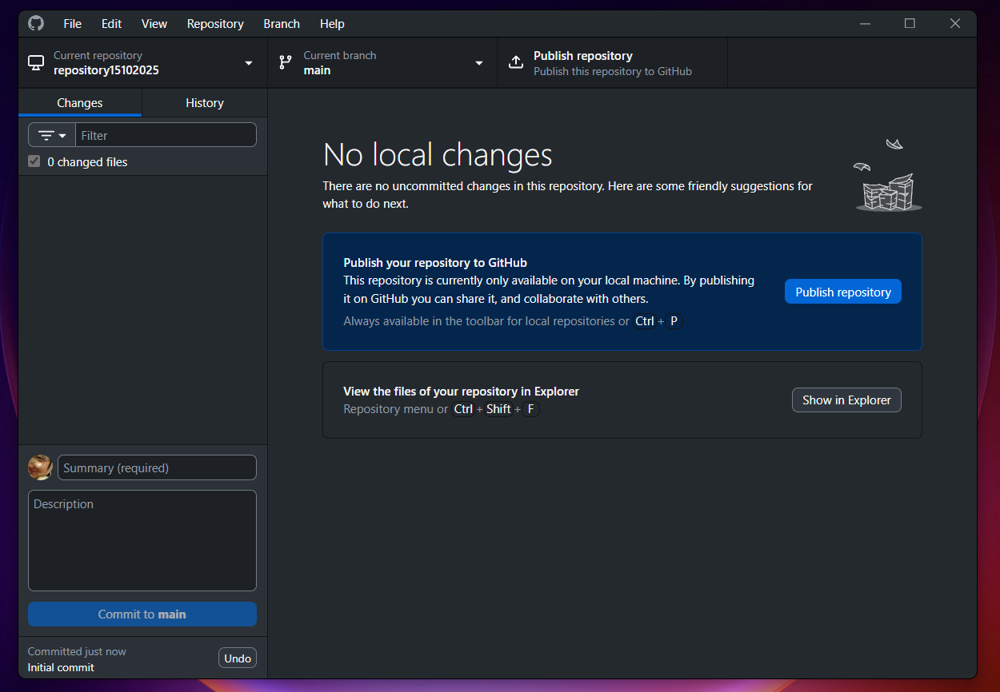 File Edit View Repository Branch Help
Current repository
repository15102025
Current branch
main
Publish repository
Publish this repository to GitHub
Changes
History
Filter
0 changed files
No local changes
There are no uncommitted changes in this repository. Here are some friendly suggestions for
what to do next.
Publish your repository to GitHub
This repository is currently only available on your local machine. By publishing
it on GitHub you can share it, and collaborate with others.
Always available in the toolbar for local repositories or Ctrl + P
Publish repository
View the files of your repository in Explorer
Repository menu or Ctrl + Shift + F
Show in Explorer
Summary (required)
Description
Commit to main
Committed just now
Initial commit
Undo